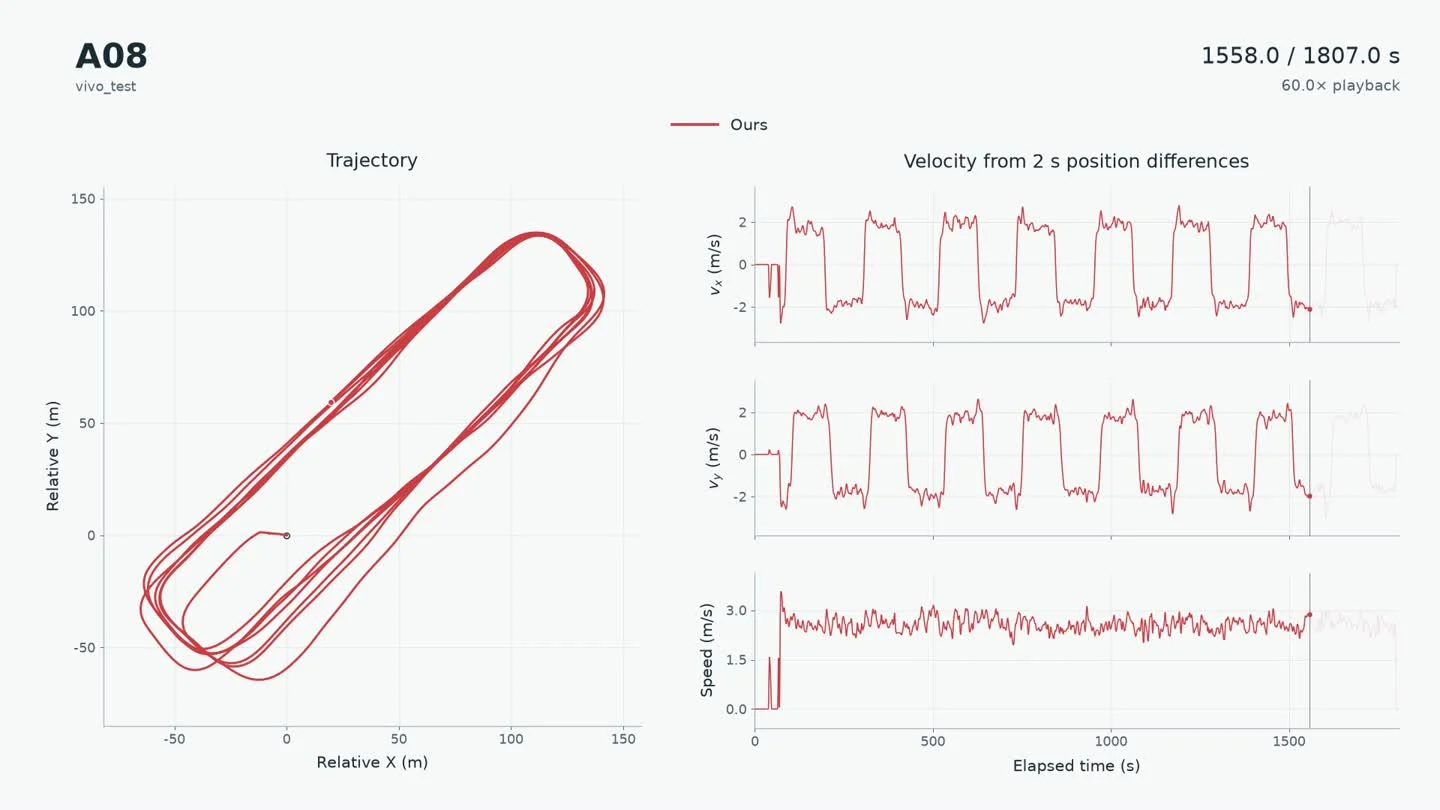 A08
vivo_test
1558.0 / 1807.0 s
60.0× playback
Ours
Trajectory
150
100
50
0
-50
Relative Y (m)
-50
0
50
100
150
Relative X (m)
Velocity from 2 s position differences
2
0
-2
vx (m/s)
2
0
-2
vy (m/s)
3.0
1.5
0.0
Speed (m/s)
0
500
1000
1500
Elapsed time (s)